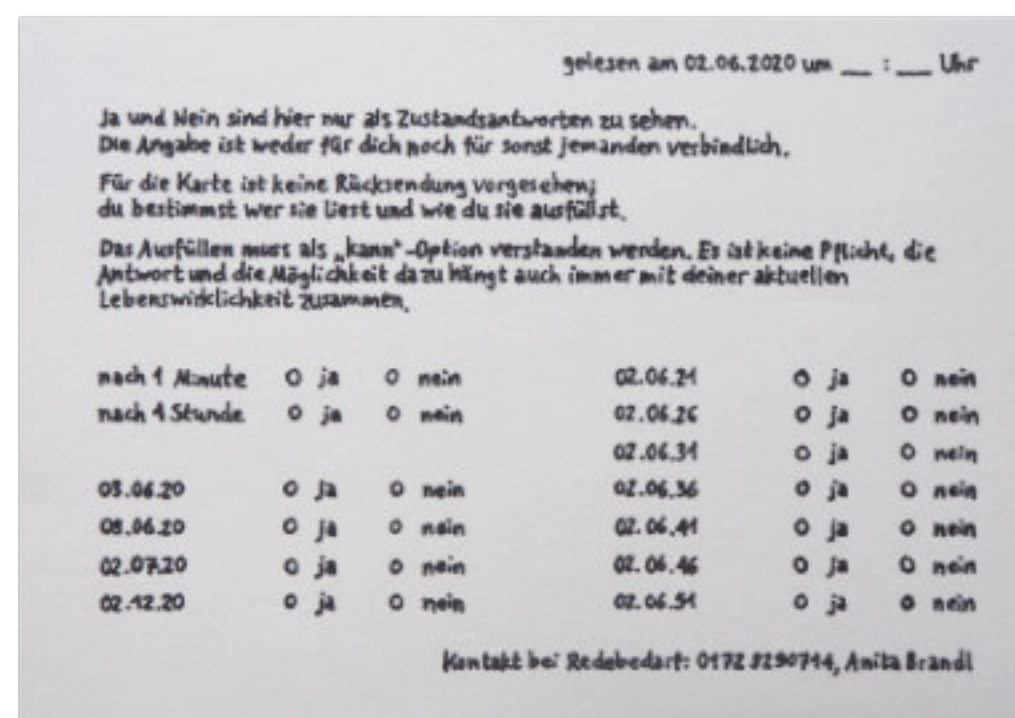 gelesen am 02.06.2020 um __ : __ Uhr
Ja und Nein sind hier nur als Zustandsantworten zu sehen.
Die Angabe ist weder für dich noch für sonst jemanden verbindlich.
Für die Karte ist keine Rücksendung vorgesehen;
du bestimmst wer sie liest und wie du sie ausfüllst.
Das Ausfüllen muss als „kann“-Option verstanden werden. Es ist keine Pflicht, die
Antwort und die Möglichkeit dazu hängt auch immer mit deiner aktuellen
Lebenswirklichkeit zusammen.
nach 1 Minute O ja O nein 02.06.21 O ja O nein
nach 1 Stunde O ja O nein 02.06.26 O ja O nein
02.06.31 O ja O nein
03.06.20 O ja O nein 02.06.36 O ja O nein
O ja O nein 02.06.41 O ja O nein
02.07.20 O ja O nein 02.06.46 O ja O nein
02.12.20 O ja O nein 02.06.51 O ja O nein
Kontakt bei Redebedarf: 0172 8290714, Anita Brandl